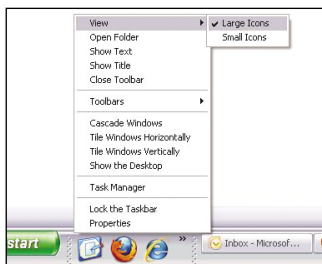 View
Large Icons
Small Icons
Open Folder
Show Text
Show Title
Close Toolbar
Toolbars
Cascade Windows
Tile Windows Horizontally
Tile Windows Vertically
Show the Desktop
Task Manager
Lock the Taskbar
Properties
start
Inbox - Microsof...